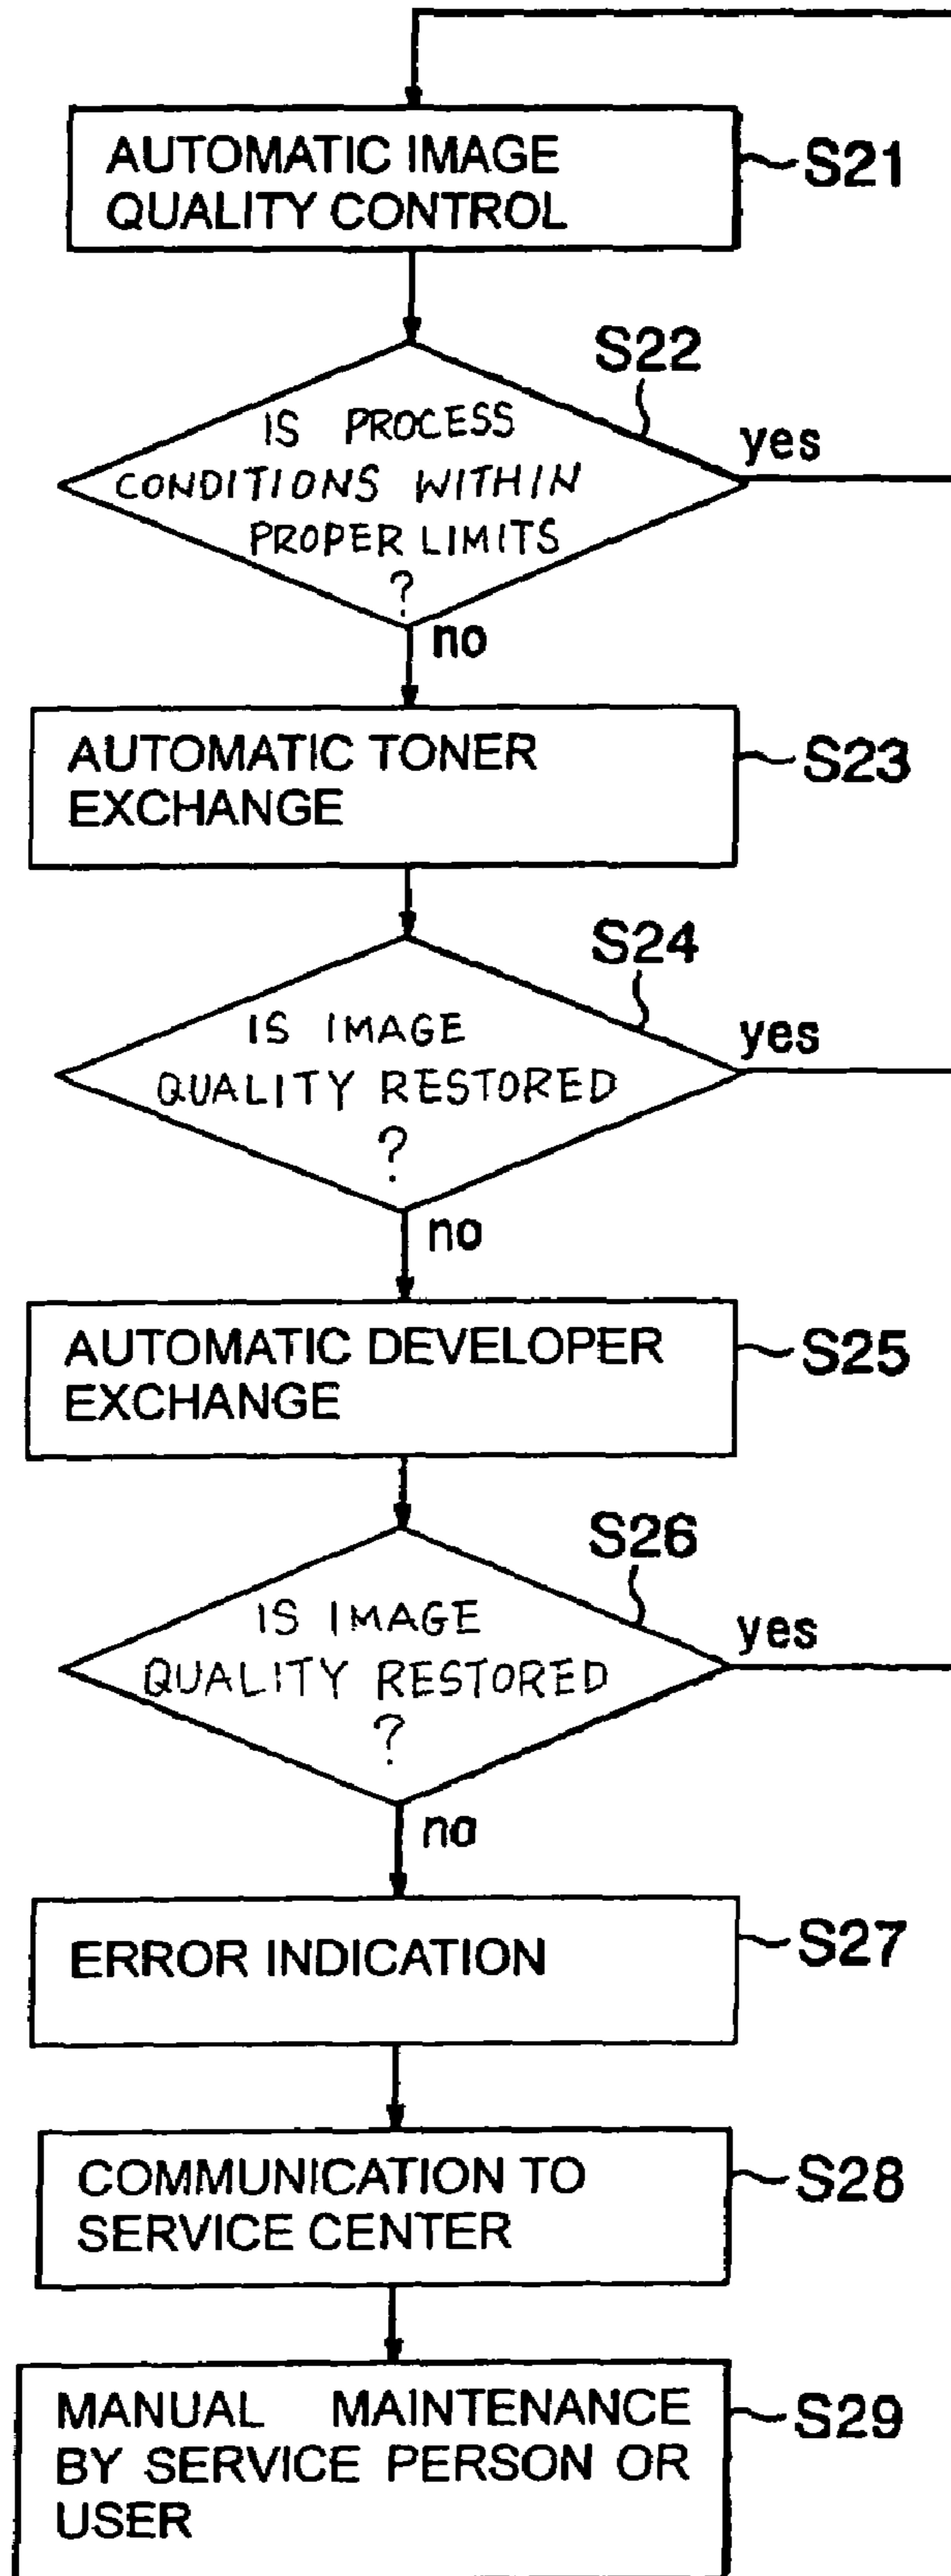 AUTOMATIC IMAGE
QUALITY CONTROL
S21
S22
IS PROCESS
CONDITIONS WITHIN
PROPER LIMITS
?
yes
no
AUTOMATIC TONER
EXCHANGE
S23
S24
IS IMAGE
QUALITY RESTORED
?
yes
no
AUTOMATIC DEVELOPER
EXCHANGE
S25
S26
IS IMAGE
QUALITY RESTORED
?
yes
no
ERROR INDICATION
S27
COMMUNICATION TO
SERVICE CENTER
S28
MANUAL MAINTENANCE
BY SERVICE PERSON OR
USER
S29